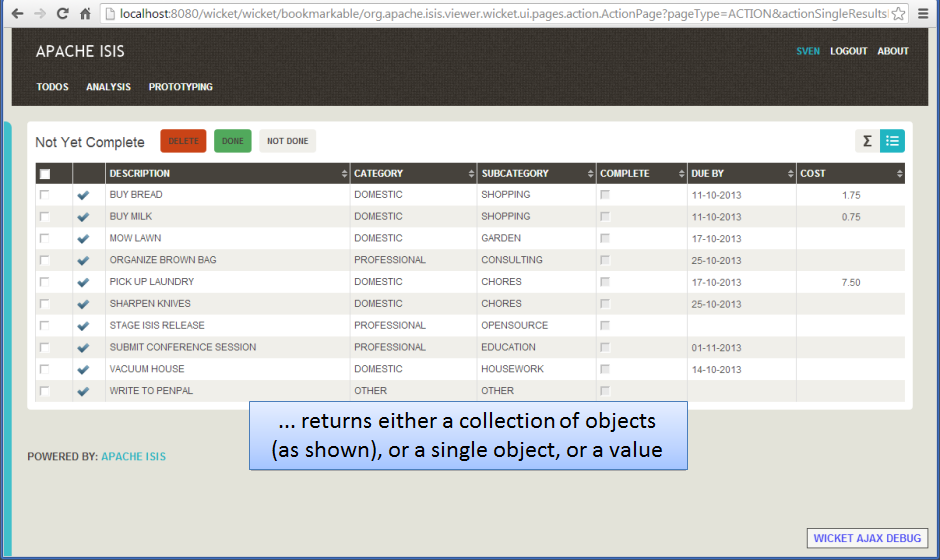 localhost:8080/wicket/wicket/bookmarkable/org.apache.isis.viewer.wicket.ui.pages.action.ActionPage?pageType=ACTION&actionSingleResults
APACHE ISIS
SVEN LOGOUT ABOUT
TODOS ANALYSIS PROTOTYPING
Not Yet Complete DELETE DONE NOT DONE Σ
DESCRIPTION CATEGORY SUBCATEGORY COMPLETE DUE BY COST
BUY BREAD DOMESTIC SHOPPING 11-10-2013 1.75
BUY MILK DOMESTIC SHOPPING 11-10-2013 0.75
MOW LAWN DOMESTIC GARDEN 17-10-2013
ORGANIZE BROWN BAG PROFESSIONAL CONSULTING 25-10-2013
PICK UP LAUNDRY DOMESTIC CHORES 17-10-2013 7.50
SHARPEN KNIVES DOMESTIC CHORES 25-10-2013
STAGE ISIS RELEASE PROFESSIONAL OPENSOURCE
SUBMIT CONFERENCE SESSION PROFESSIONAL EDUCATION 01-11-2013
VACUUM HOUSE DOMESTIC HOUSEWORK 14-10-2013
WRITE TO PENPAL OTHER OTHER
... returns either a collection of objects
(as shown), or a single object, or a value
POWERED BY: APACHE ISIS
WICKET AJAX DEBUG